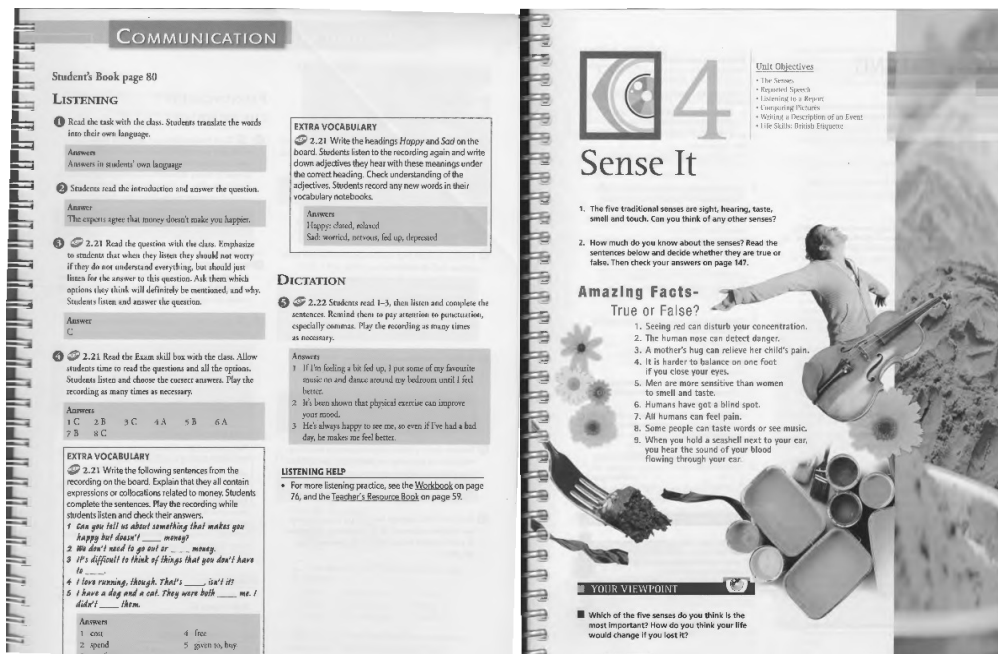 COMMUNICATION
Student's Book page 80
LISTENING
1 Read the task with the class. Students translate the words
into their own language.
Answers
Answers in students' own language
2 Students read the introduction and answer the question.
Answer
The experts agree that money doesn't make you happier.
3 2.21 Read the question with the class. Emphasize
to students that when they listen they should not worry
if they do not understand everything, but should just
listen for the answer to this question. Ask them which
options they think will definitely be mentioned, and why.
Students listen and answer the question.
Answer
C
4 2.21 Read the Exam skill box with the class. Allow
students time to read the questions and all the options.
Students listen and choose the correct answers. Play the
recording as many times as necessary.
Answers
1 C 2 B 3 C 4 A 5 B 6 A
7 B 8 C
EXTRA VOCABULARY
2.21 Write the following sentences from the
recording on the board. Explain that they all contain
expressions or collocations related to money. Students
complete the sentences. Play the recording while
students listen and check their answers.
1 Can you tell us about something that makes you
happy but doesn't ____ money?
2 We don't need to go out or ____ money.
3 It's difficult to think of things that you don't have
to ____.
4 I love running, though. That's ____, isn't it?
5 I have a dog and a cat. They were both ____ me. I
didn't ____ them.
Answers
1 cost 4 free
2 spend 5 given to, buy
EXTRA VOCABULARY
2.21 Write the headings Happy and Sad on the
board. Students listen to the recording again and write
down adjectives they hear with these meanings under
the correct heading. Check understanding of the
adjectives. Students record any new words in their
vocabulary notebooks.
Answers
Happy: elated, relaxed
Sad: worried, nervous, fed up, depressed
DICTATION
5 2.22 Students read 1–3, then listen and complete the
sentences. Remind them to pay attention to punctuation,
especially commas. Play the recording as many times
as necessary.
Answers
1 If I'm feeling a bit fed up, I put some of my favourite
music on and dance around my bedroom until I feel
better.
2 It's been shown that physical exercise can improve
your mood.
3 He's always happy to see me, so even if I've had a bad
day, he makes me feel better.
LISTENING HELP
• For more listening practice, see the Workbook on page
76, and the Teacher's Resource Book on page 59.
4
Unit Objectives
• The Senses
• Reported Speech
• Listening to a Report
• Comparing Pictures
• Writing a Description of an Event
• Life Skills: British Etiquette
Sense It
1. The five traditional senses are sight, hearing, taste,
smell and touch. Can you think of any other senses?
2. How much do you know about the senses? Read the
sentences below and decide whether they are true or
false. Then check your answers on page 147.
Amazing Facts-
True or False?
1. Seeing red can disturb your concentration.
2. The human nose can detect danger.
3. A mother's hug can relieve her child's pain.
4. It is harder to balance on one foot
if you close your eyes.
5. Men are more sensitive than women
to smell and taste.
6. Humans have got a blind spot.
7. All humans can feel pain.
8. Some people can taste words or see music.
9. When you hold a seashell next to your ear,
you hear the sound of your blood
flowing through your ear.
YOUR VIEWPOINT
■ Which of the five senses do you think is the
most important? How do you think your life
would change if you lost it?